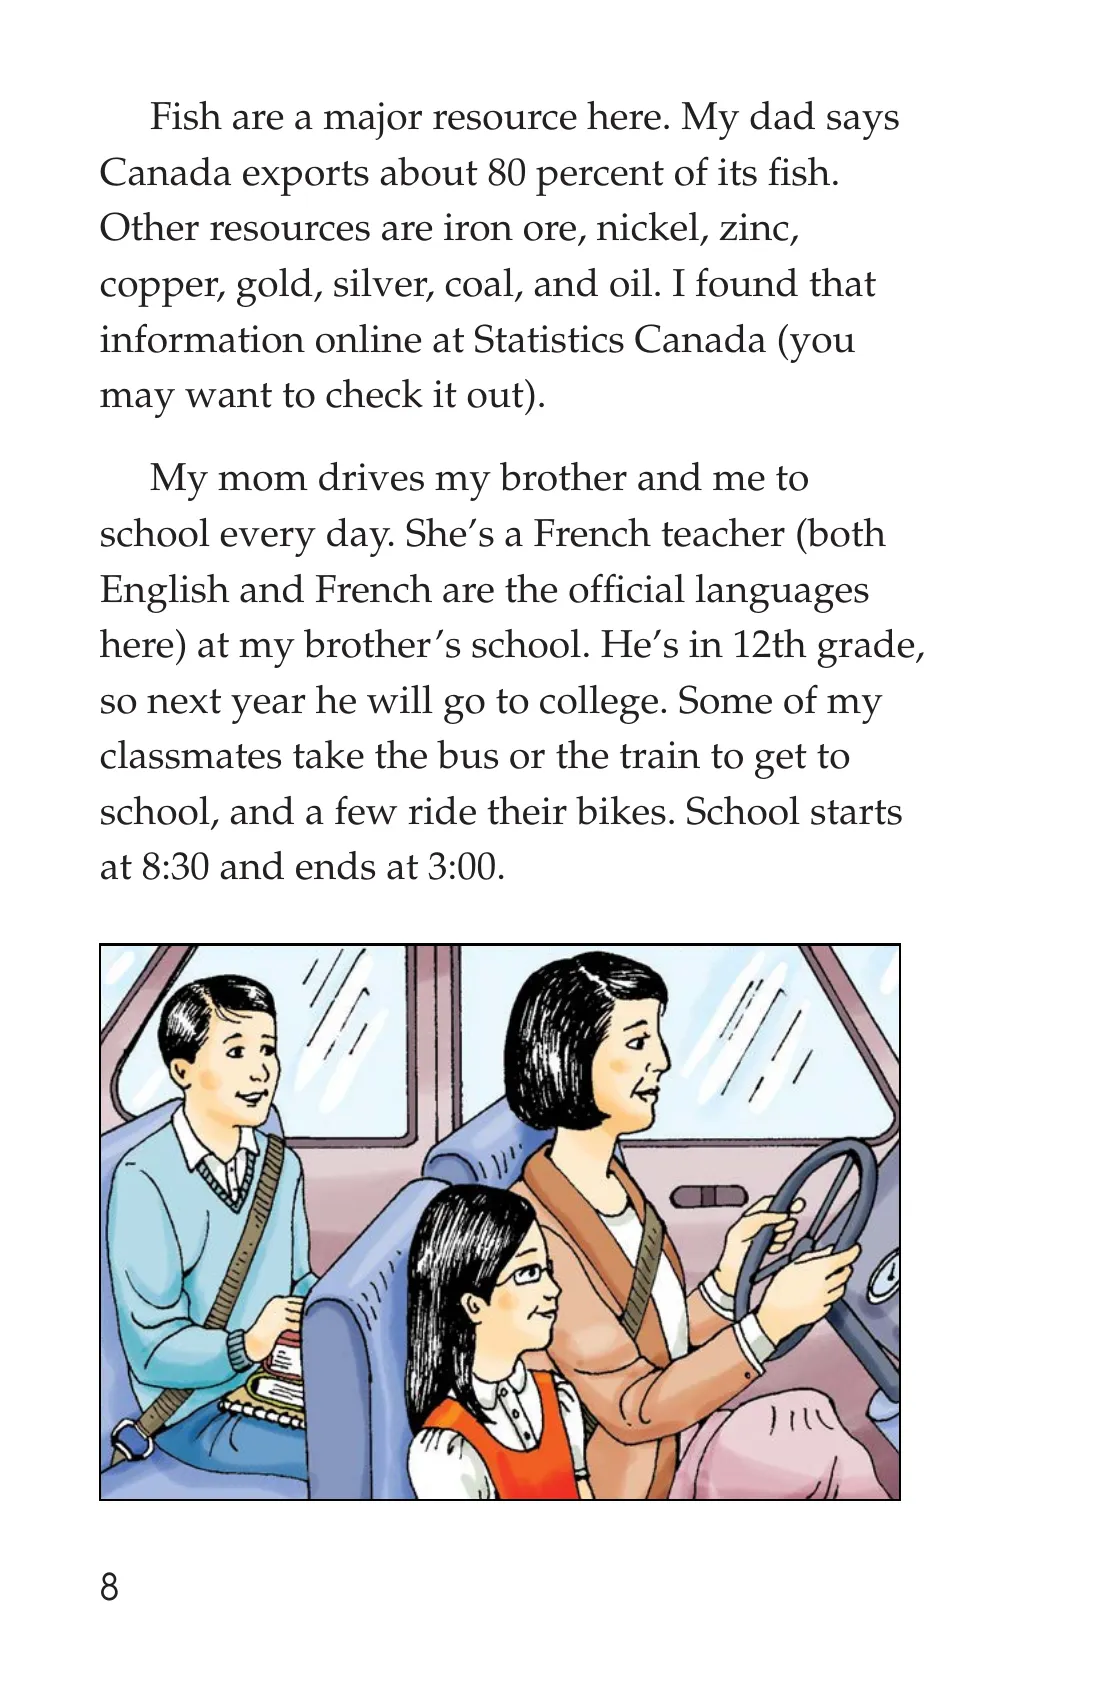 Fish are a major resource here. My dad says
Canada exports about 80 percent of its fish.
Other resources are iron ore, nickel, zinc,
copper, gold, silver, coal, and oil. I found that
information online at Statistics Canada (you
may want to check it out).
My mom drives my brother and me to
school every day. She’s a French teacher (both
English and French are the official languages
here) at my brother’s school. He’s in 12th grade,
so next year he will go to college. Some of my
classmates take the bus or the train to get to
school, and a few ride their bikes. School starts
at 8:30 and ends at 3:00.
8